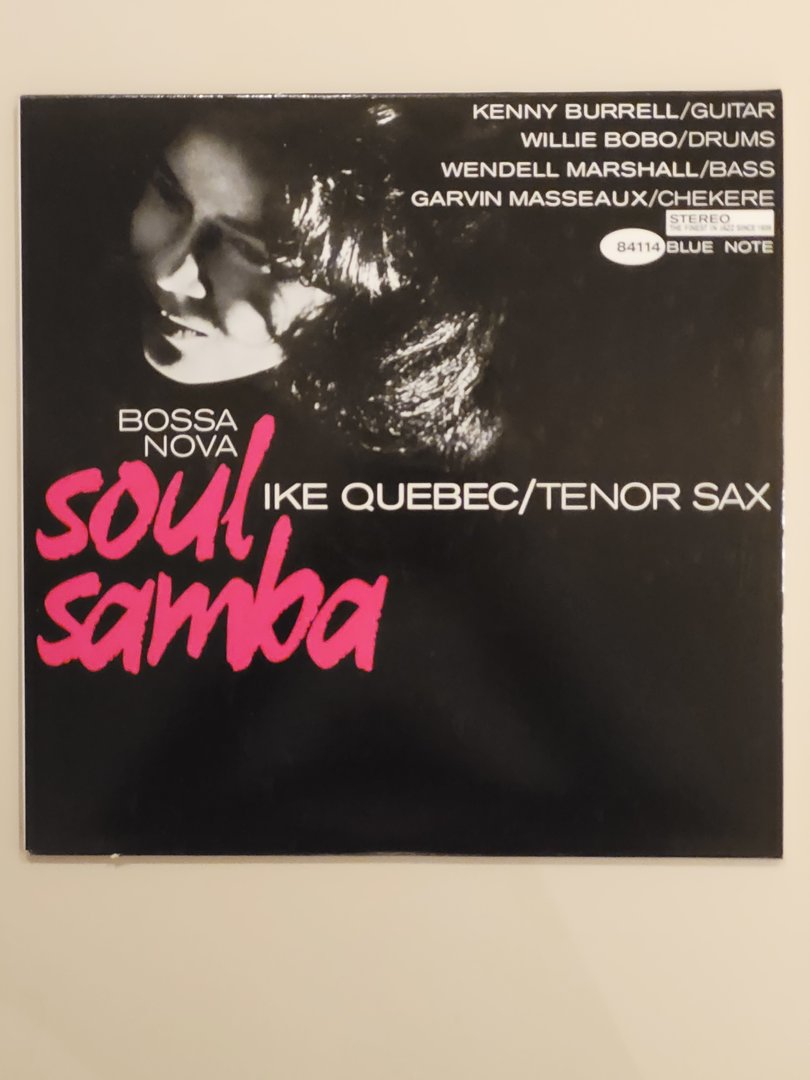 KENNY BURRELL/GUITAR
WILLIE BOBO/DRUMS
WENDELL MARSHALL/BASS
GARVIN MASSEAUX/CHEKERE
STEREO
THE FINEST IN JAZZ SINCE 1939
84114 BLUE NOTE
BOSSA
NOVA
soul
IKE QUEBEC/TENOR SAX
samba